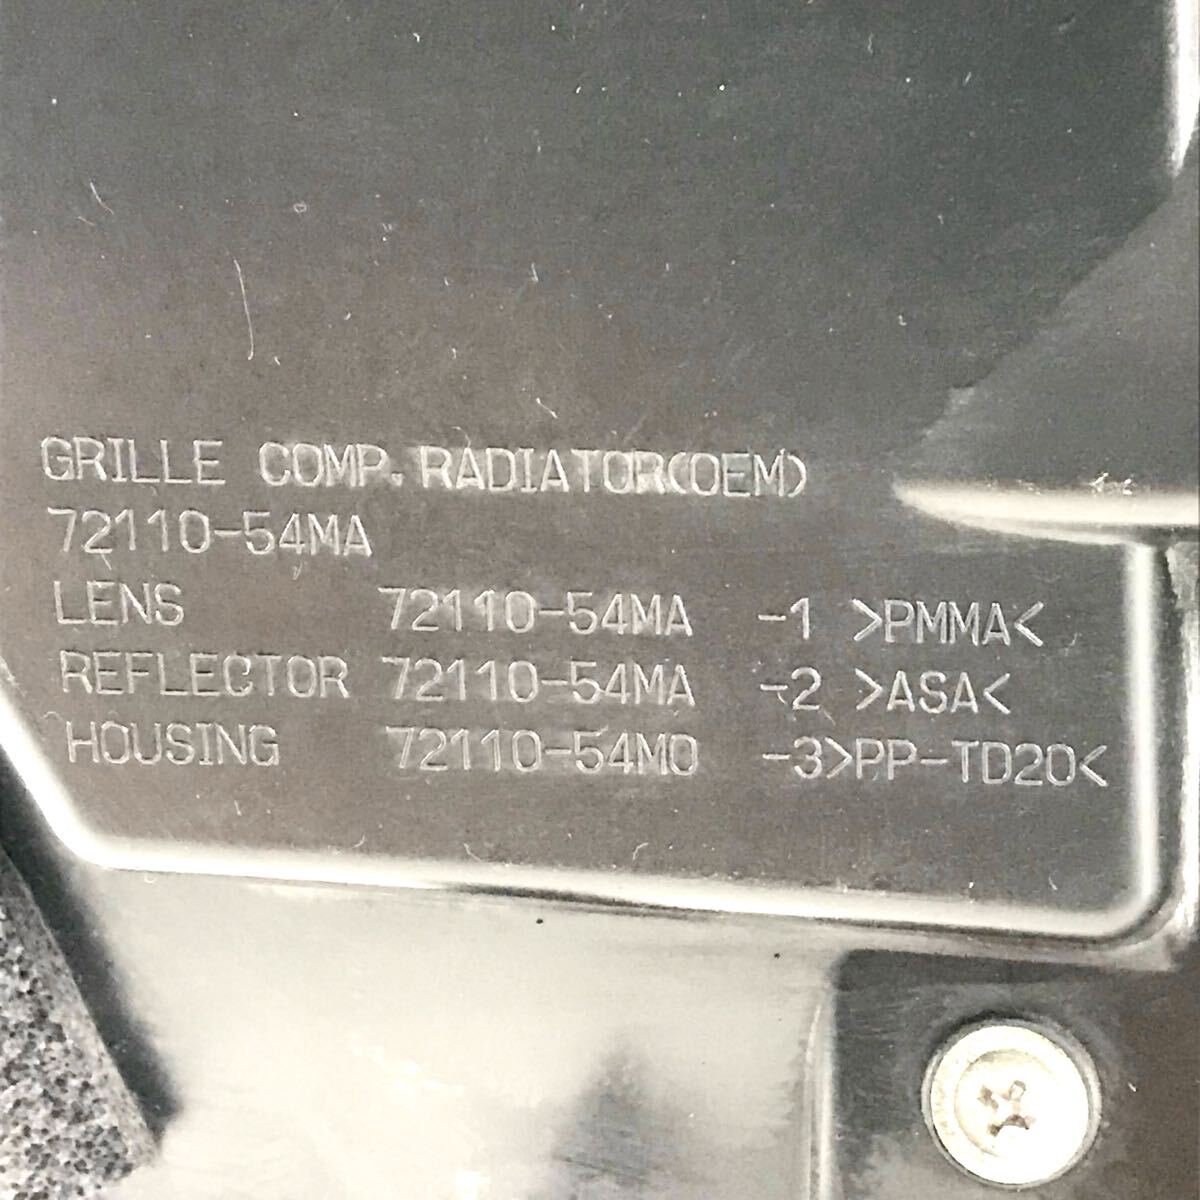 GRILLE COMP.RADIATOR(OEM)
72110-54MA
LENS 72110-54MA -1 >PMMA<
REFLECTOR 72110-54MA -2 >ASA<
HOUSING 72110-54M0 -3>PP-TD20<